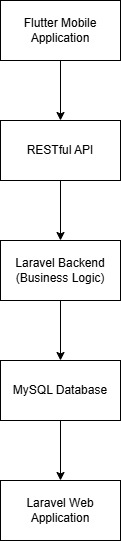 Flutter Mobile
Application
RESTful API
Laravel Backend
(Business Logic)
MySQL Database
Laravel Web
Application